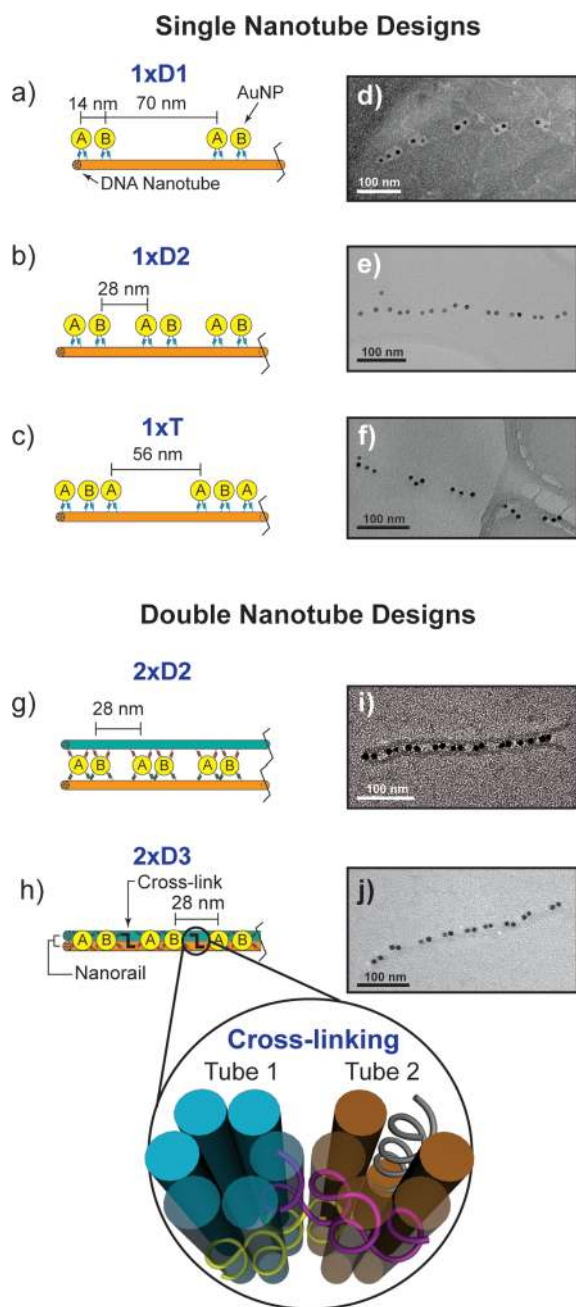 Single Nanotube Designs
1xD1
a)
14 nm
70 nm
AuNP
A B A B
DNA Nanotube
d)
100 nm
b)
1xD2
28 nm
A B A B A B
e)
100 nm
c)
1xT
56 nm
A B A A B A
f)
100 nm
Double Nanotube Designs
2xD2
g)
28 nm
A B A B A B
i)
100 nm
2xD3
h)
Cross-link
28 nm
A B A B A B
Nanorail
j)
100 nm
Cross-linking
Tube 1 Tube 2